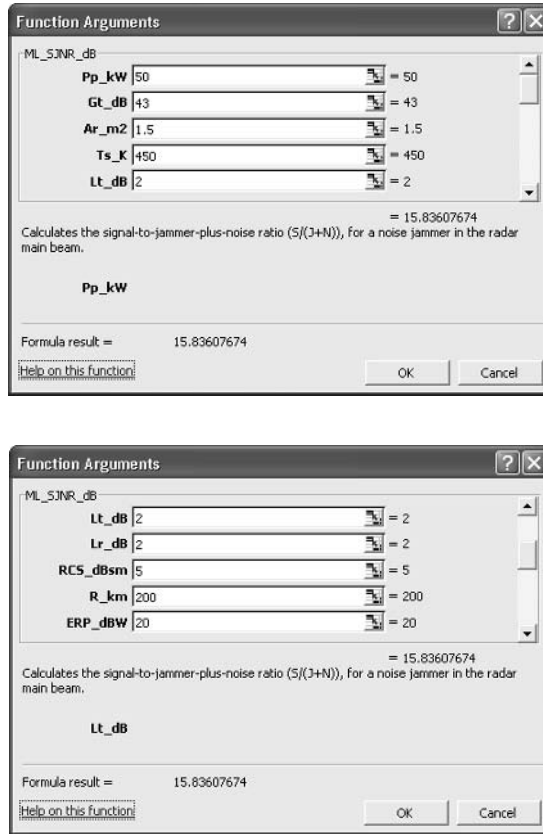 Function Arguments
ML_SJNR_dB
Pp_kW 50 = 50
Gt_dB 43 = 43
Ar_m2 1.5 = 1.5
Ts_K 450 = 450
Lt_dB 2 = 2
= 15.83607674
Calculates the signal-to-jammer-plus-noise ratio (S/(J+N)), for a noise jammer in the radar
main beam.
Pp_kW
Formula result = 15.83607674
Help on this function OK Cancel
Function Arguments
ML_SJNR_dB
Lt_dB 2 = 2
Lr_dB 2 = 2
RCS_dBsm 5 = 5
R_km 200 = 200
ERP_dBW 20 = 20
= 15.83607674
Calculates the signal-to-jammer-plus-noise ratio (S/(J+N)), for a noise jammer in the radar
main beam.
Lt_dB
Formula result = 15.83607674
Help on this function OK Cancel